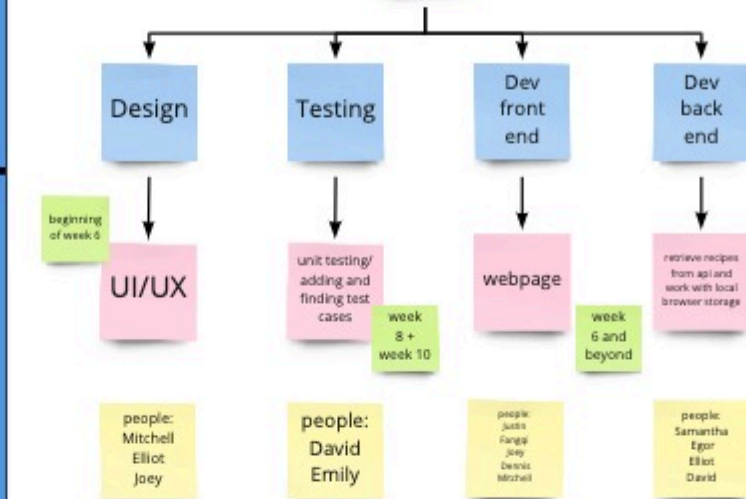 Design
Testing
Dev
front
end
Dev
back
end
beginning
of week 6
UI/UX
unit testing/
adding and
finding test
cases
week
8 +
week 10
webpage
week
6 and
beyond
retrieve recipes
from api and
work with local
browser storage
people:
Mitchell
Elliot
Joey
people:
David
Emily
people:
Justin
Fangqi
Joey
Dennis
Mitchell
people:
Samantha
Egor
Elliot
David